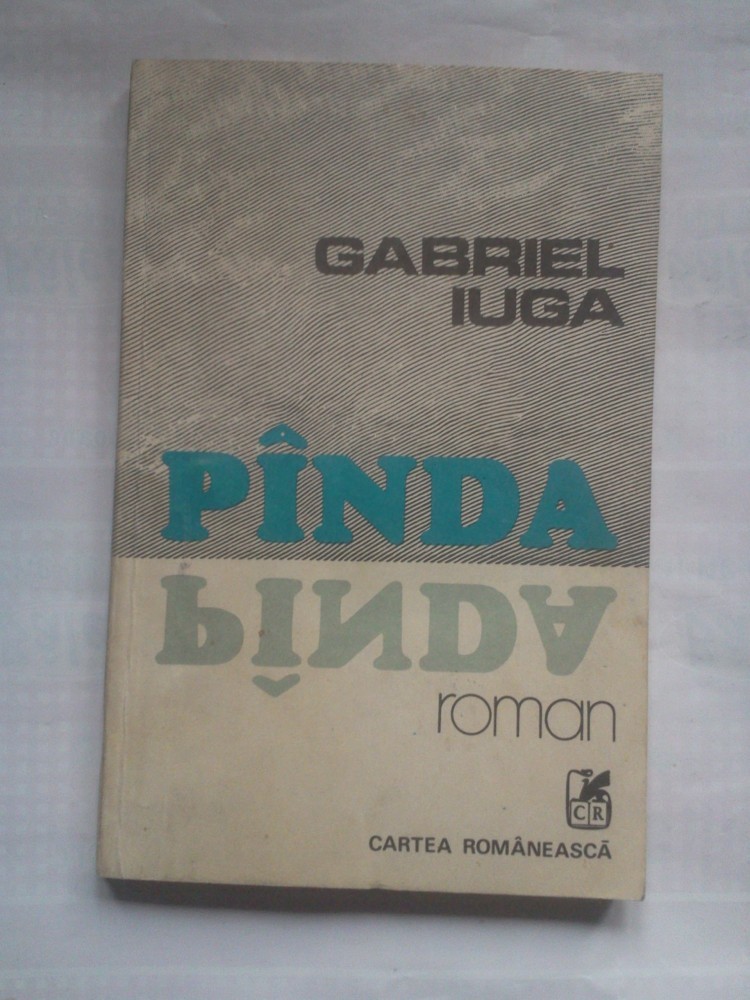 GABRIEL
IUGA
PÎNDA
PÎNDA
roman
CR
CARTEA ROMÂNEASCĂ